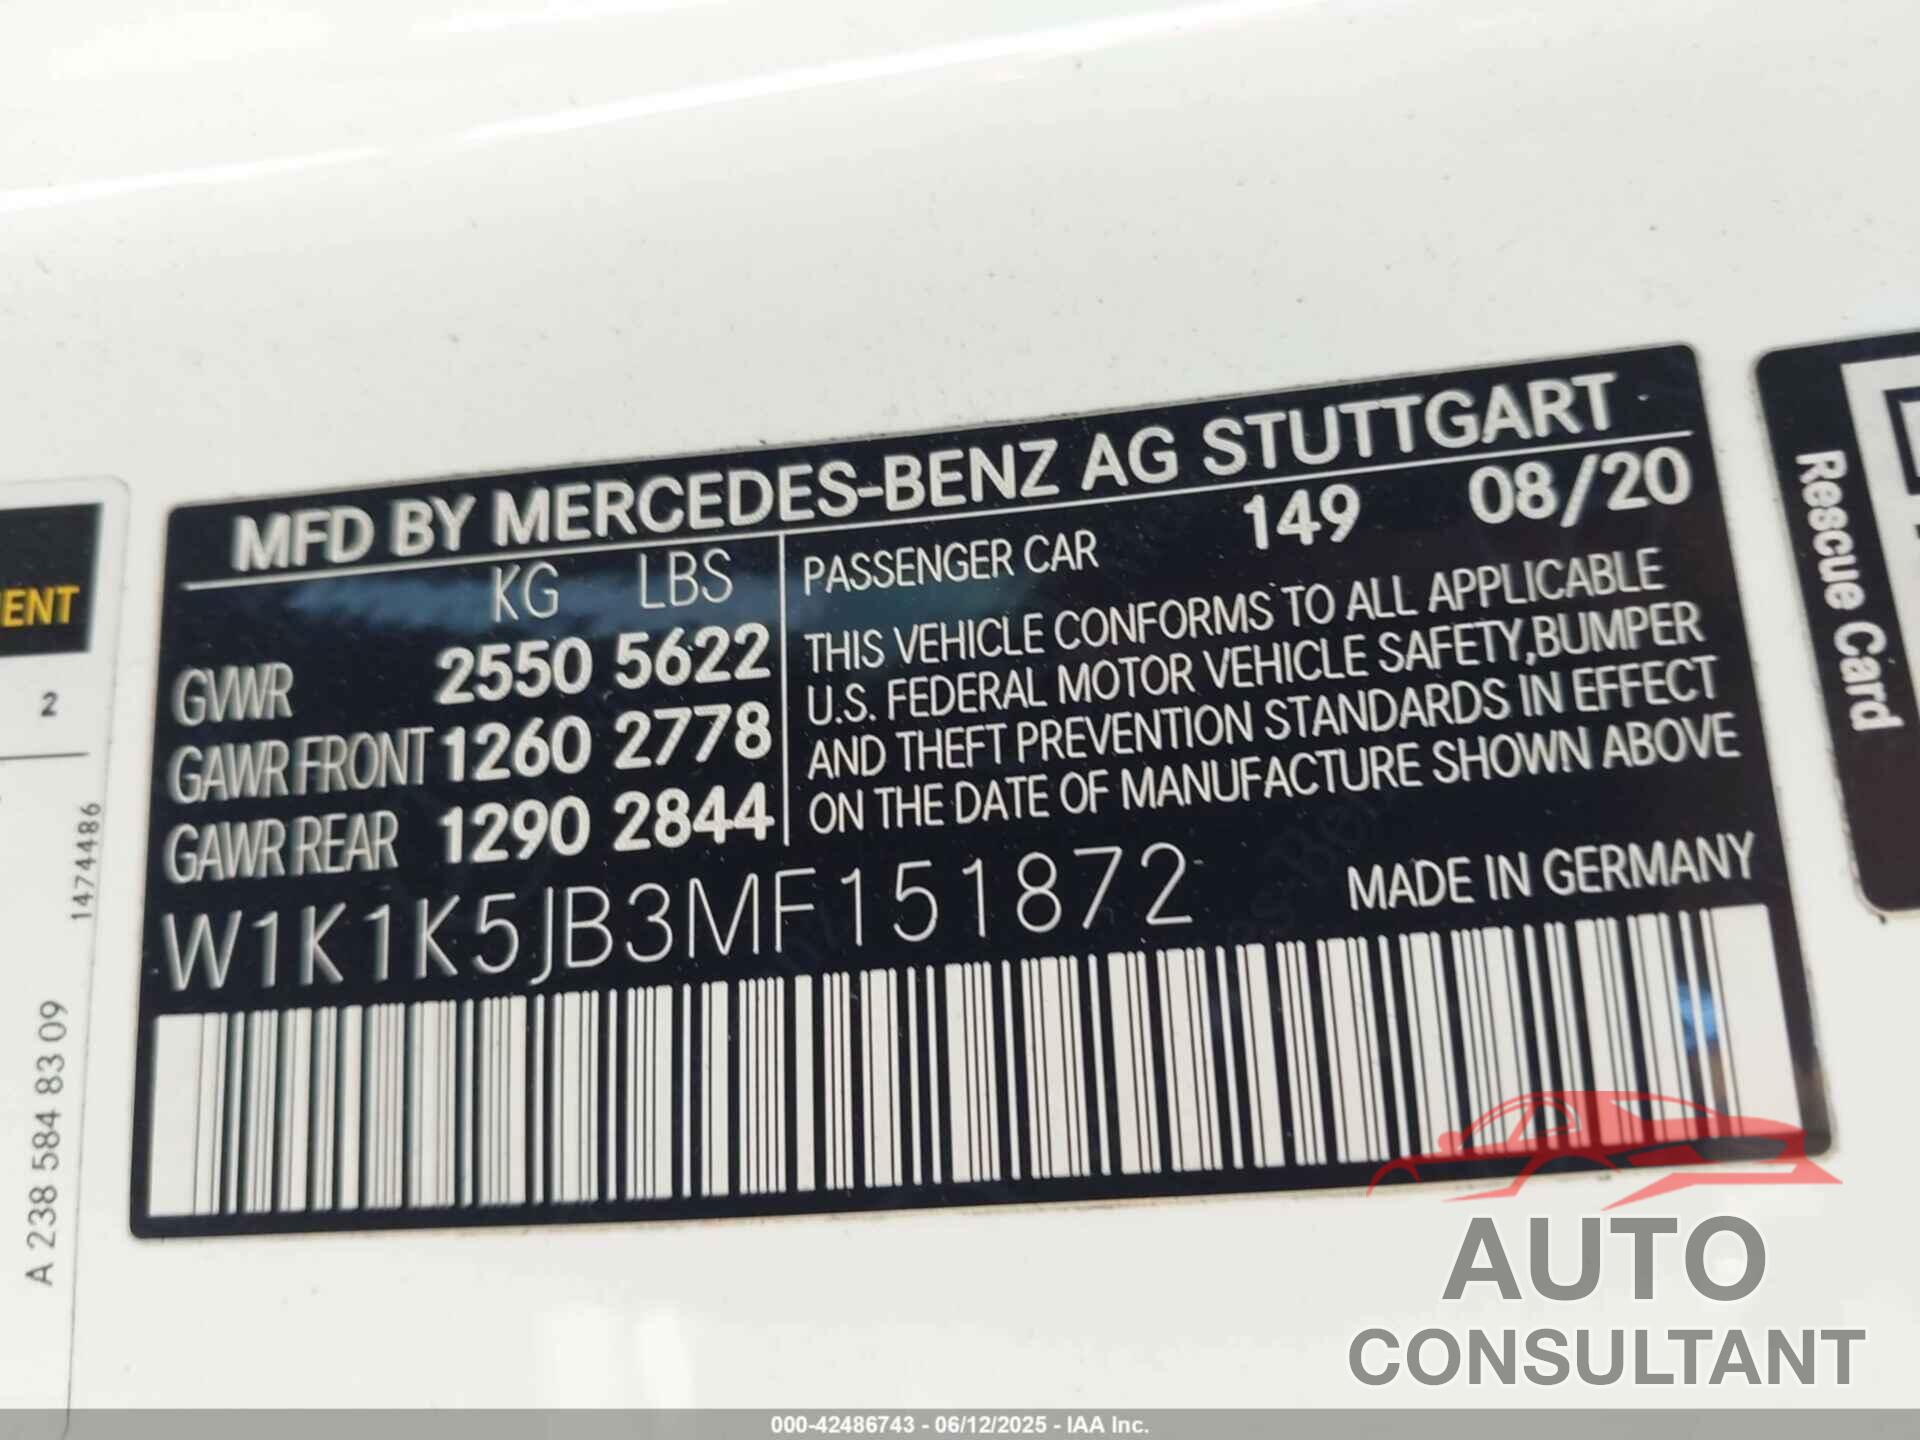 MFD BY MERCEDES-BENZ AG STUTTGART
KG LBS
GVWR 2550 5622
GAWR FRONT 1260 2778
GAWR REAR 1290 2844
PASSENGER CAR 149 08/20
THIS VEHICLE CONFORMS TO ALL APPLICABLE
U.S. FEDERAL MOTOR VEHICLE SAFETY,BUMPER
AND THEFT PREVENTION STANDARDS IN EFFECT
ON THE DATE OF MANUFACTURE SHOWN ABOVE
W1K1K5JB3MF151872
MADE IN GERMANY
Rescue Card
2
1474486
A 238 584 83 09
AUTO
CONSULTANT
000-42486743 - 06/12/2025 - IAA Inc.